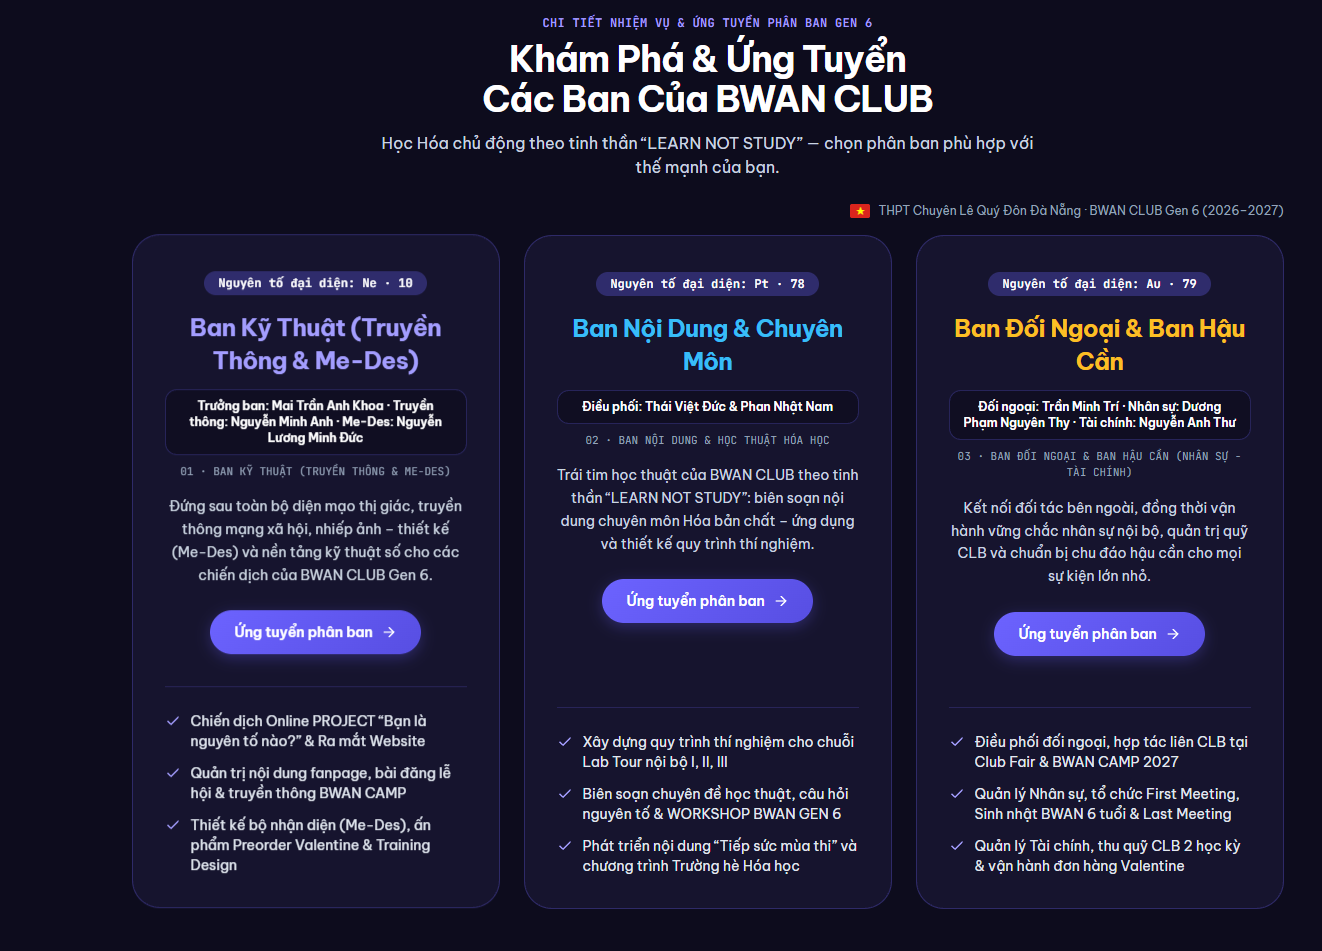 CHI TIẾT NHIỆM VỤ & ỨNG TUYỂN PHÂN BAN GEN 6
Khám Phá & Ứng Tuyển
Các Ban Của BWAN CLUB
Học Hóa chủ động theo tinh thần “LEARN NOT STUDY” — chọn phân ban phù hợp với
thế mạnh của bạn.
THPT Chuyên Lê Quý Đôn Đà Nẵng · BWAN CLUB Gen 6 (2026–2027)
Nguyên tố đại diện: Ne · 10
Ban Kỹ Thuật (Truyền
Thông & Me-Des)
Trưởng ban: Mai Trần Anh Khoa · Truyền
thông: Nguyễn Minh Anh · Me-Des: Nguyễn
Lương Minh Đức
01 · BAN KỸ THUẬT (TRUYỀN THÔNG & ME-DES)
Đứng sau toàn bộ diện mạo thị giác, truyền
thông mạng xã hội, nhiếp ảnh – thiết kế
(Me-Des) và nền tảng kỹ thuật số cho các
chiến dịch của BWAN CLUB Gen 6.
Ứng tuyển phân ban →
Chiến dịch Online PROJECT “Bạn là
nguyên tố nào?” & Ra mắt Website
Quản trị nội dung fanpage, bài đăng lễ
hội & truyền thông BWAN CAMP
Thiết kế bộ nhận diện (Me-Des), ấn
phẩm Preorder Valentine & Training
Design
Nguyên tố đại diện: Pt · 78
Ban Nội Dung & Chuyên
Môn
Điều phối: Thái Việt Đức & Phan Nhật Nam
02 · BAN NỘI DUNG & HỌC THUẬT HÓA HỌC
Trái tim học thuật của BWAN CLUB theo tinh
thần “LEARN NOT STUDY”: biên soạn nội
dung chuyên môn Hóa bản chất – ứng dụng
và thiết kế quy trình thí nghiệm.
Ứng tuyển phân ban →
Xây dựng quy trình thí nghiệm cho chuỗi
Lab Tour nội bộ I, II, III
Biên soạn chuyên đề học thuật, câu hỏi
nguyên tố & WORKSHOP BWAN GEN 6
Phát triển nội dung “Tiếp sức mùa thi” và
chương trình Trường hè Hóa học
Nguyên tố đại diện: Au · 79
Ban Đối Ngoại & Ban Hậu
Cần
Đối ngoại: Trần Minh Trí · Nhân sự: Dương
Phạm Nguyên Thy · Tài chính: Nguyễn Anh Thư
03 · BAN ĐỐI NGOẠI & BAN HẬU CẦN (NHÂN SỰ -
TÀI CHÍNH)
Kết nối đối tác bên ngoài, đồng thời vận
hành vững chắc nhân sự nội bộ, quản trị quỹ
CLB và chuẩn bị chu đáo hậu cần cho mọi
sự kiện lớn nhỏ.
Ứng tuyển phân ban →
Điều phối đối ngoại, hợp tác liên CLB tại
Club Fair & BWAN CAMP 2027
Quản lý Nhân sự, tổ chức First Meeting,
Sinh nhật BWAN 6 tuổi & Last Meeting
Quản lý Tài chính, thu quỹ CLB 2 học kỳ
& vận hành đơn hàng Valentine